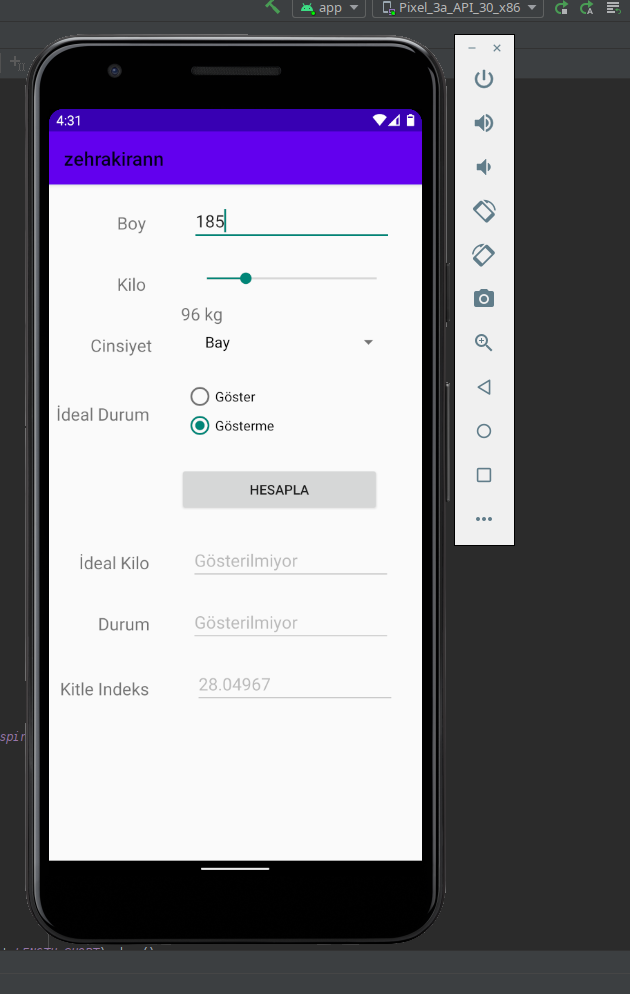 app
Pixel_3a_API_30_x86
4:31
zehrakirann
Boy
185
Kilo
96 kg
Cinsiyet
Bay
İdeal Durum
Göster
Gösterme
HESAPLA
İdeal Kilo
Gösterilmiyor
Durum
Gösterilmiyor
Kitle Indeks
28.04967
spir